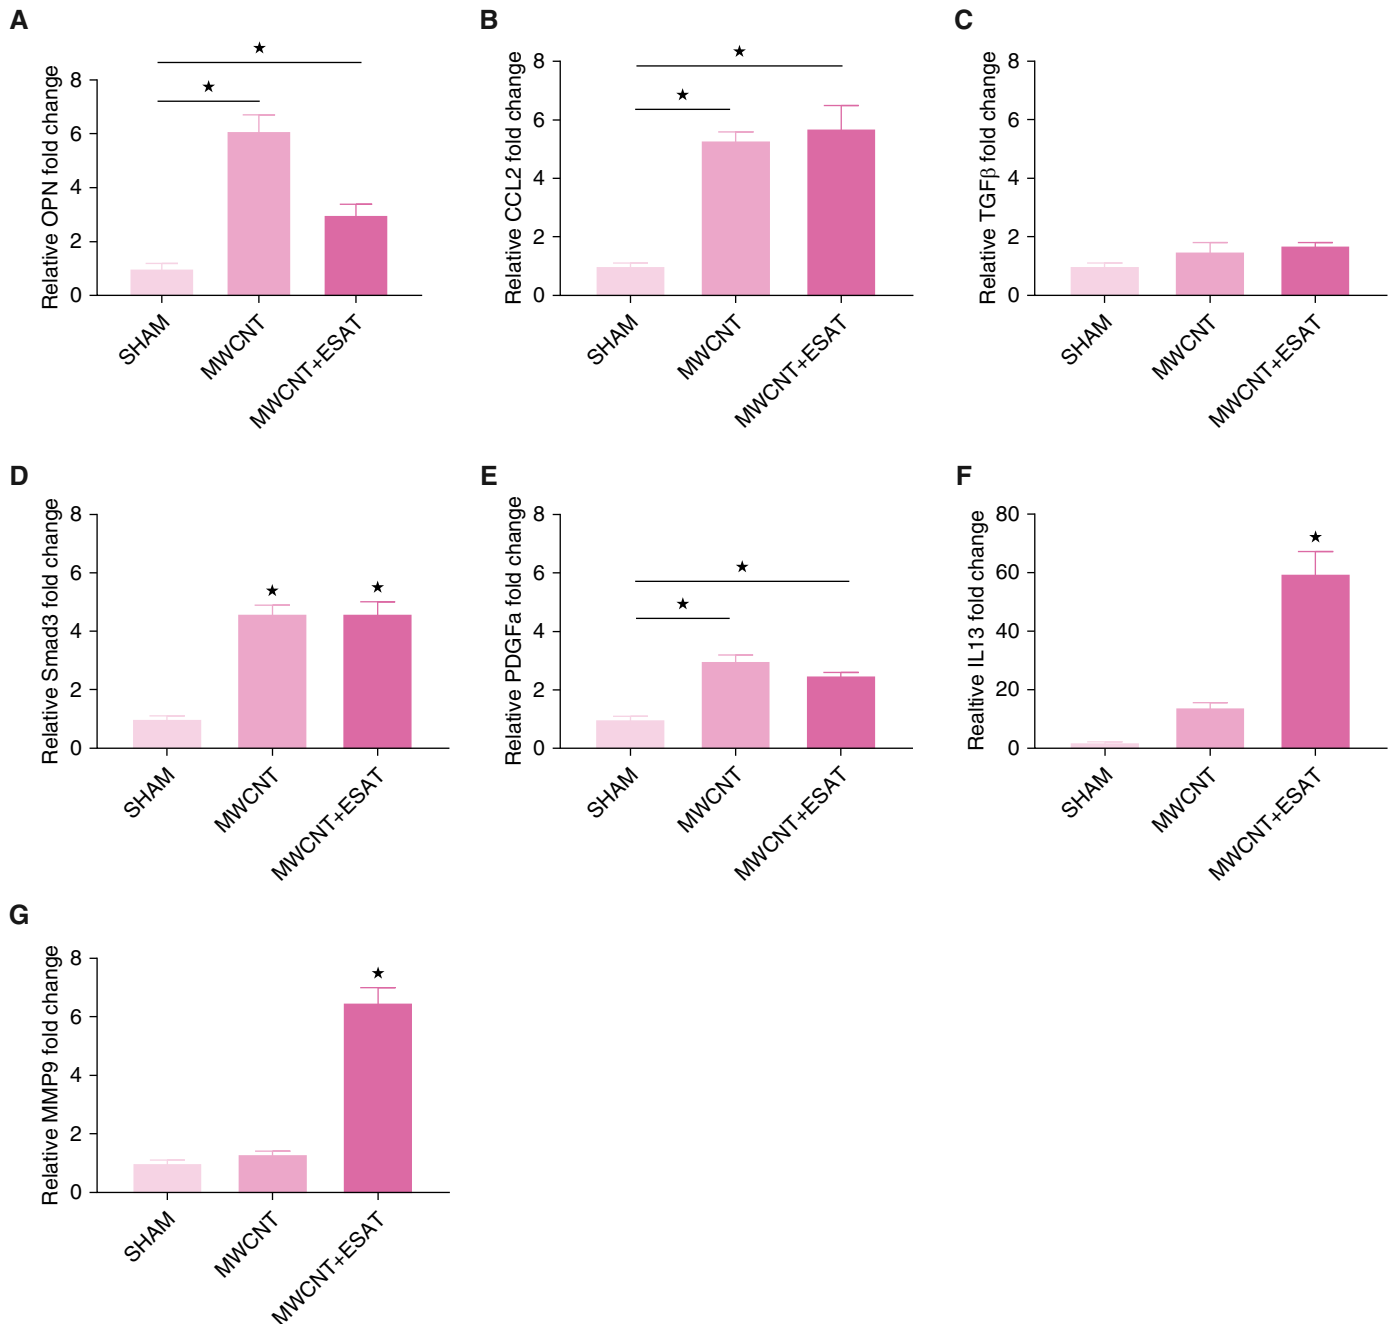 A
Relative OPN fold change
8
6
4
2
0
★
★
SHAM
MWCNT
MWCNT+ESAT
B
Relative CCL2 fold change
8
6
4
2
0
★
★
SHAM
MWCNT
MWCNT+ESAT
C
Relative TGFβ fold change
8
6
4
2
0
SHAM
MWCNT
MWCNT+ESAT
D
Relative Smad3 fold change
8
6
4
2
0
★
★
SHAM
MWCNT
MWCNT+ESAT
E
Relative PDGFa fold change
8
6
4
2
0
★
★
SHAM
MWCNT
MWCNT+ESAT
F
Realtive IL13 fold change
80
60
40
20
0
★
SHAM
MWCNT
MWCNT+ESAT
G
Relative MMP9 fold change
8
6
4
2
0
★
SHAM
MWCNT
MWCNT+ESAT